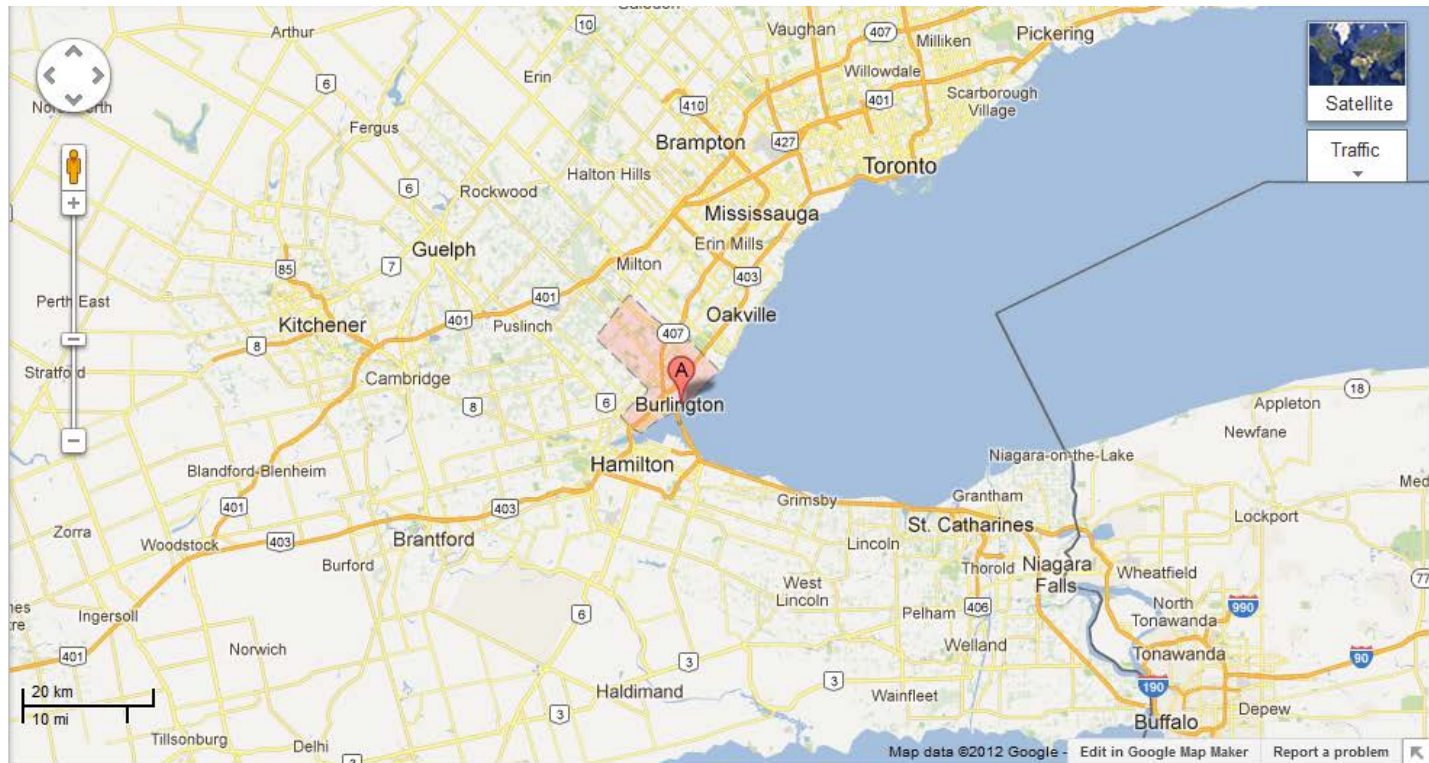 Arthur
10
Vaughan
407
Milliken
Pickering
6
Erin
Willowdale
Satellite
410
401
Scarborough
Village
Fergus
427
Brampton
Toronto
Traffic
Halton Hills
6
Rockwood
Mississauga
Guelph
Erin Mills
85
7
Milton
403
Perth East
401
Oakville
Kitchener
401
Puslinch
407
8
Stratford
A
Cambridge
18
8
6
Burlington
Appleton
Newfane
Blandford-Blenheim
Hamilton
Niagara-on-the-Lake
Med
401
403
Grimsby
Grantham
Lockport
Zorra
Woodstock
403
Brantford
St. Catharines
Lincoln
Burford
Thorold
Niagara
Falls
Wheatfield
77
West
Lincoln
Ingersoll
6
Pelham
406
North
Tonawanda
990
Norwich
Welland
Tonawanda
401
3
90
20 km
10 mi
Haldimand
3
Wainfleet
190
3
Buffalo
Depew
Tillsonburg
Delhi
3
Map data ©2012 Google -
Edit in Google Map Maker
Report a problem